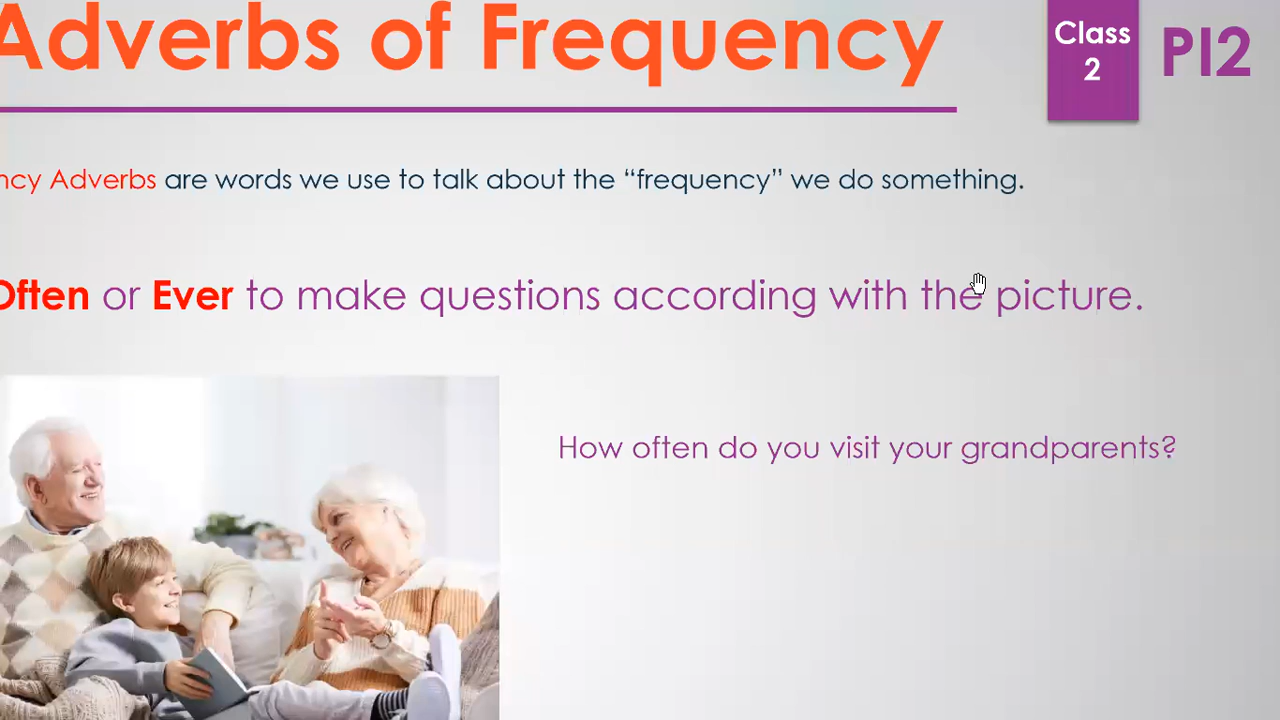 Adverbs of Frequency
Class
2
PI2
ncy Adverbs are words we use to talk about the “frequency” we do something.
Often or Ever to make questions according with the picture.
How often do you visit your grandparents?